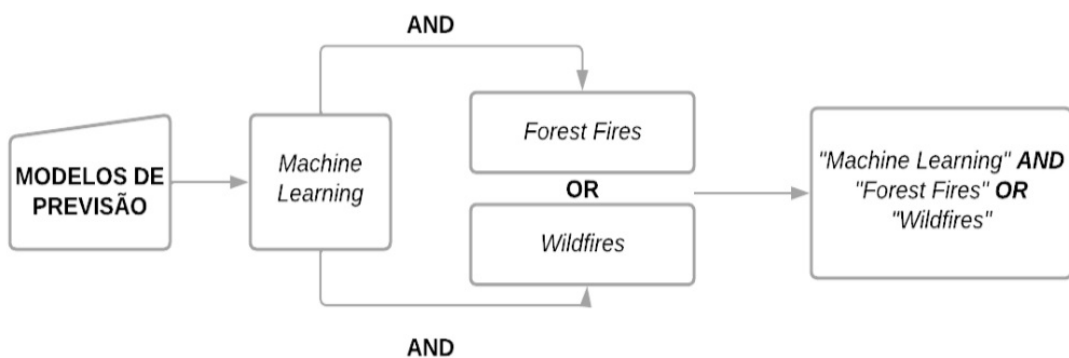 AND
MODELOS DE
PREVISÃO
Machine
Learning
Forest Fires
OR
Wildfires
AND
"Machine Learning" AND
"Forest Fires" OR
"Wildfires"